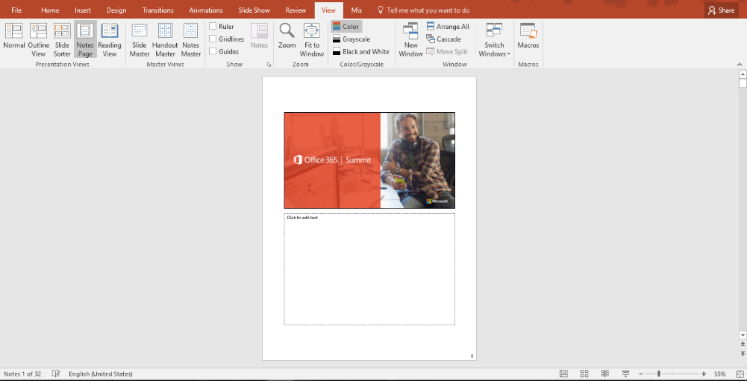 File Home Insert Design Transitions Animations Slide Show Review View Mix Tell me what you want to do Share
Normal Outline View Slide Sorter Notes Page Reading View
Presentation Views
Slide Master Handout Master Notes Master
Master Views
Ruler
Gridlines
Guides
Notes
Show
Zoom Fit to Window
Zoom
Color
Grayscale
Black and White
Color/Grayscale
New Window
Arrange All
Cascade
Move Split
Switch Windows
Window
Macros
Macros
Office 365 | Summit
Microsoft
Click to add text
Notes 1 of 32 English (United States) 55%